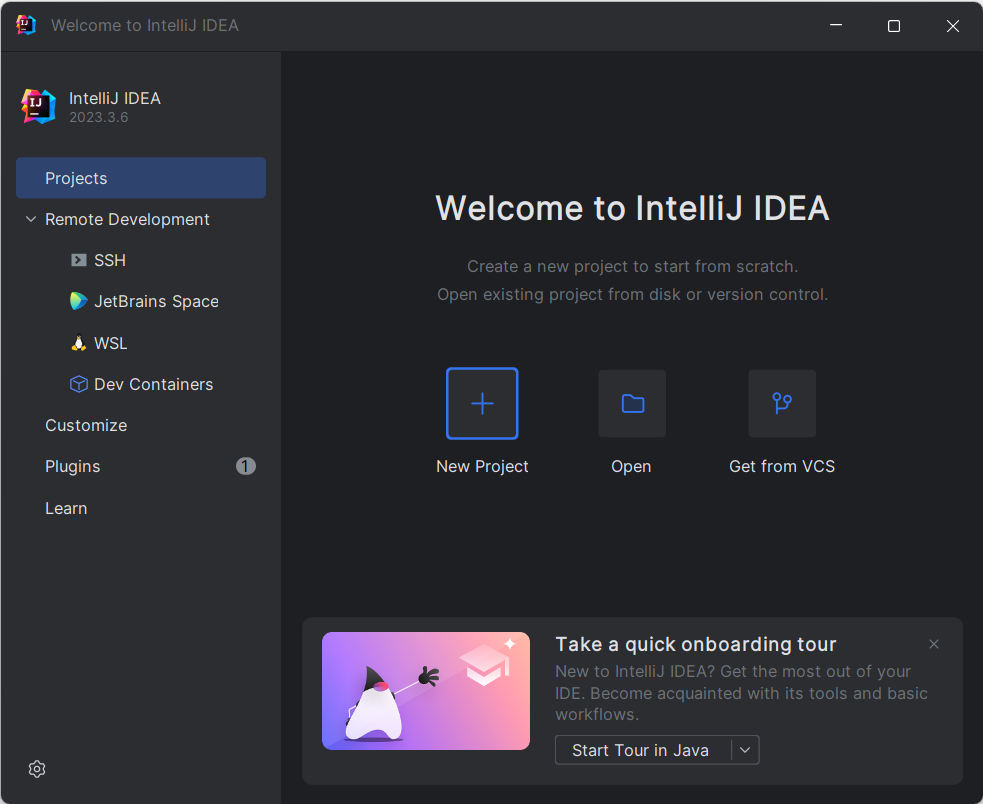 Welcome to IntelliJ IDEA
IJ
IntelliJ IDEA
2023.3.6
Projects
Remote Development
SSH
JetBrains Space
WSL
Dev Containers
Customize
Plugins
1
Learn
Welcome to IntelliJ IDEA
Create a new project to start from scratch.
Open existing project from disk or version control.
New Project
Open
Get from VCS
Take a quick onboarding tour
New to IntelliJ IDEA? Get the most out of your
IDE. Become acquainted with its tools and basic
workflows.
Start Tour in Java